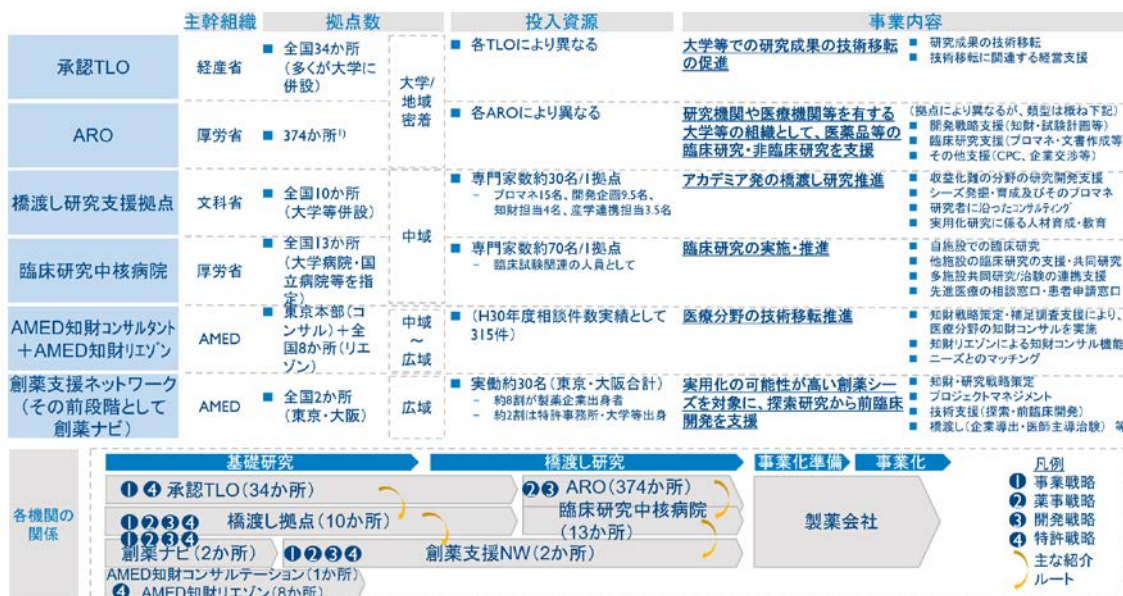 主幹組織 拠点数 投入資源 事業内容
承認TLO
経産省
■ 全国34か所
(多くが大学に
併設)
大学/
地域
密着
■ 各TLOにより異なる
大学等での研究成果の技術移転
の促進
■ 研究成果の技術移転
■ 技術移転に関連する経営支援
ARO
厚労省
■ 374か所¹⁾
■ 各AROにより異なる
研究機関や医療機関等を有する
大学等の組織として、医薬品等の
臨床研究・非臨床研究を支援
(拠点により異なるが、類型は概ね下記)
■ 開発戦略支援(知財・試験計画等)
■ 臨床研究支援(プロマネ・文書作成等
■ その他支援(CPC、企業交渉等)
橋渡し研究支援拠点
文科省
■ 全国10か所
(大学等併設)
中域
■ 専門家数約30名/1拠点
– プロマネ15名、開発企画9.5名、
知財担当4名、産学連携担当3.5名
アカデミア発の橋渡し研究推進
■ 収益化難の分野の研究開発支援
■ シーズ発掘・育成及びそのプロマネ
■ 研究者に沿ったコンサルティング
■ 実用化研究に係る人材育成・教育
臨床研究中核病院
厚労省
■ 全国13か所
(大学病院・国
立病院等を指
定)
■ 専門家数約70名/1拠点
– 臨床試験関連の人員として
臨床研究の実施・推進
■ 自施設での臨床研究
■ 他施設の臨床研究の支援・共同研究
■ 多施設共同研究/治験の連携支援
■ 先進医療の相談窓口・患者申請窓口
AMED知財コンサルタント
+AMED知財リエゾン
AMED
■ 東京本部(コ
ンサル)+全
国8か所(リエ
ゾン)
中域
~
広域
■ (H30年度相談件数実績として
315件)
医療分野の技術移転推進
■ 知財戦略策定・補足調査支援により、
医療分野の知財コンサルを実施
■ 知財リエゾンによる知財コンサル機能
■ ニーズとのマッチング
創薬支援ネットワーク
(その前段階として
創薬ナビ)
AMED
■ 全国2か所
(東京・大阪)
広域
■ 実働約30名(東京・大阪合計)
– 約8割が製薬企業出身者
– 約2割は特許事務所・大学等出身
実用化の可能性が高い創薬シー
ズを対象に、探索研究から前臨床
開発を支援
■ 知財・研究戦略策定
■ プロジェクトマネジメント
■ 技術支援(探索・前臨床開発)
■ 橋渡し(企業導出・医師主導治験) 等
各機関の
関係
基礎研究 橋渡し研究 事業化準備 事業化
❶ ❹ 承認TLO(34か所)
❷❸ ARO(374か所)
臨床研究中核病院
(13か所)
❶❷❸❹ 橋渡し拠点(10か所)
❶❷❸❹
創薬ナビ(2か所)
❶❷❸❹ 創薬支援NW(2か所)
AMED知財コンサルテーション(1か所)
❹ AMED知財リエゾン(8か所)
製薬会社
凡例
❶ 事業戦略
❷ 薬事戦略
❸ 開発戦略
❹ 特許戦略
主な紹介
ルート